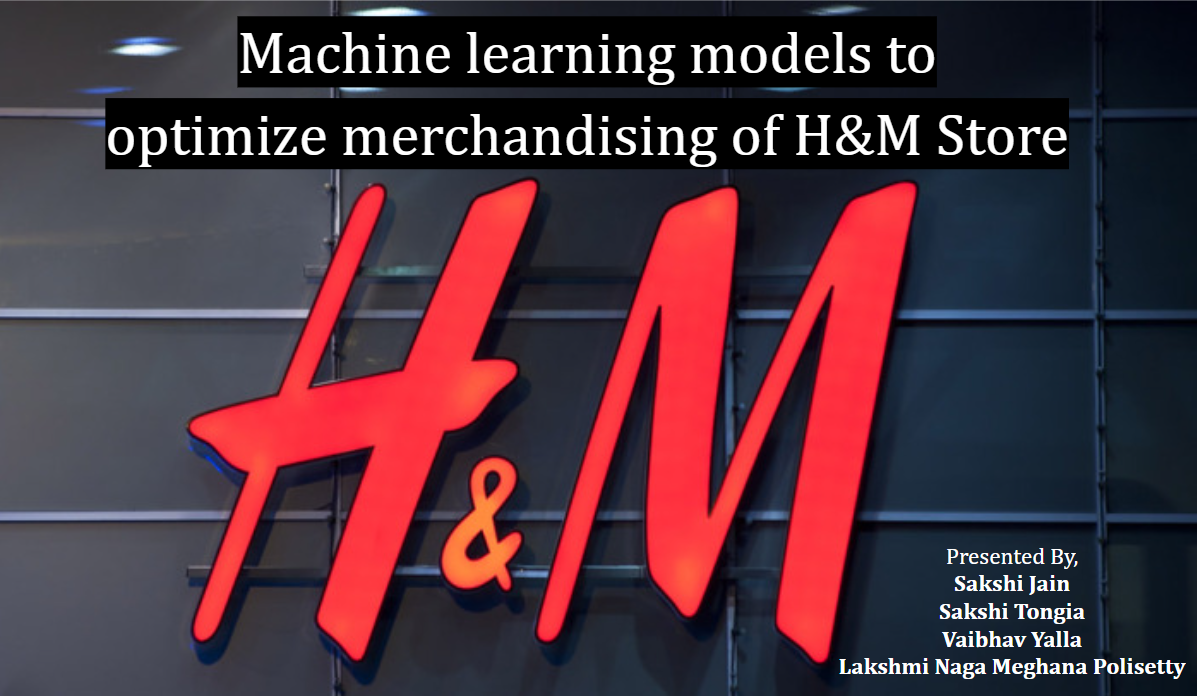 Machine learning models to
optimize merchandising of H&M Store
H&M
Presented By,
Sakshi Jain
Sakshi Tongia
Vaibhav Yalla
Lakshmi Naga Meghana Polisetty